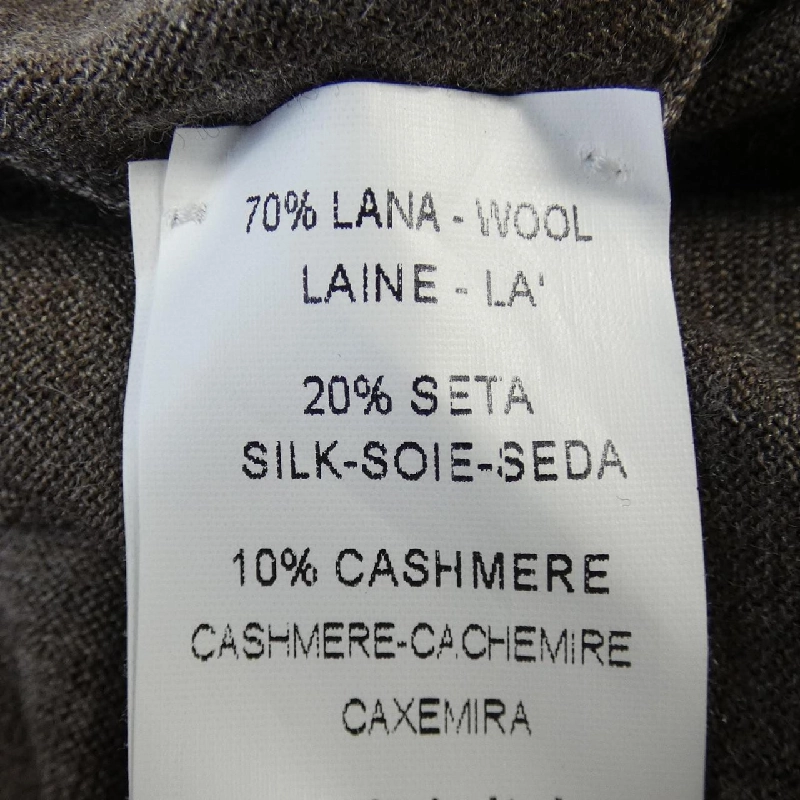 70% LANA - WOOL
LAINE - LA'
20% SETA
SILK-SOIE-SEDA
10% CASHMERE
CASHMERE-CACHEMIRE
CAXEMIRA